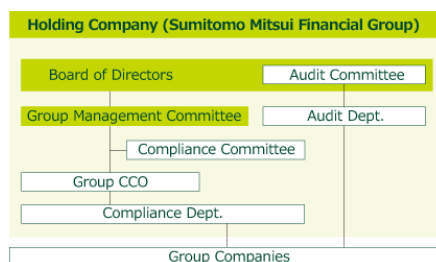 Holding Company (Sumitomo Mitsui Financial Group)
Board of Directors
Audit Committee
Group Management Committee
Audit Dept.
Compliance Committee
Group CCO
Compliance Dept.
Group Companies